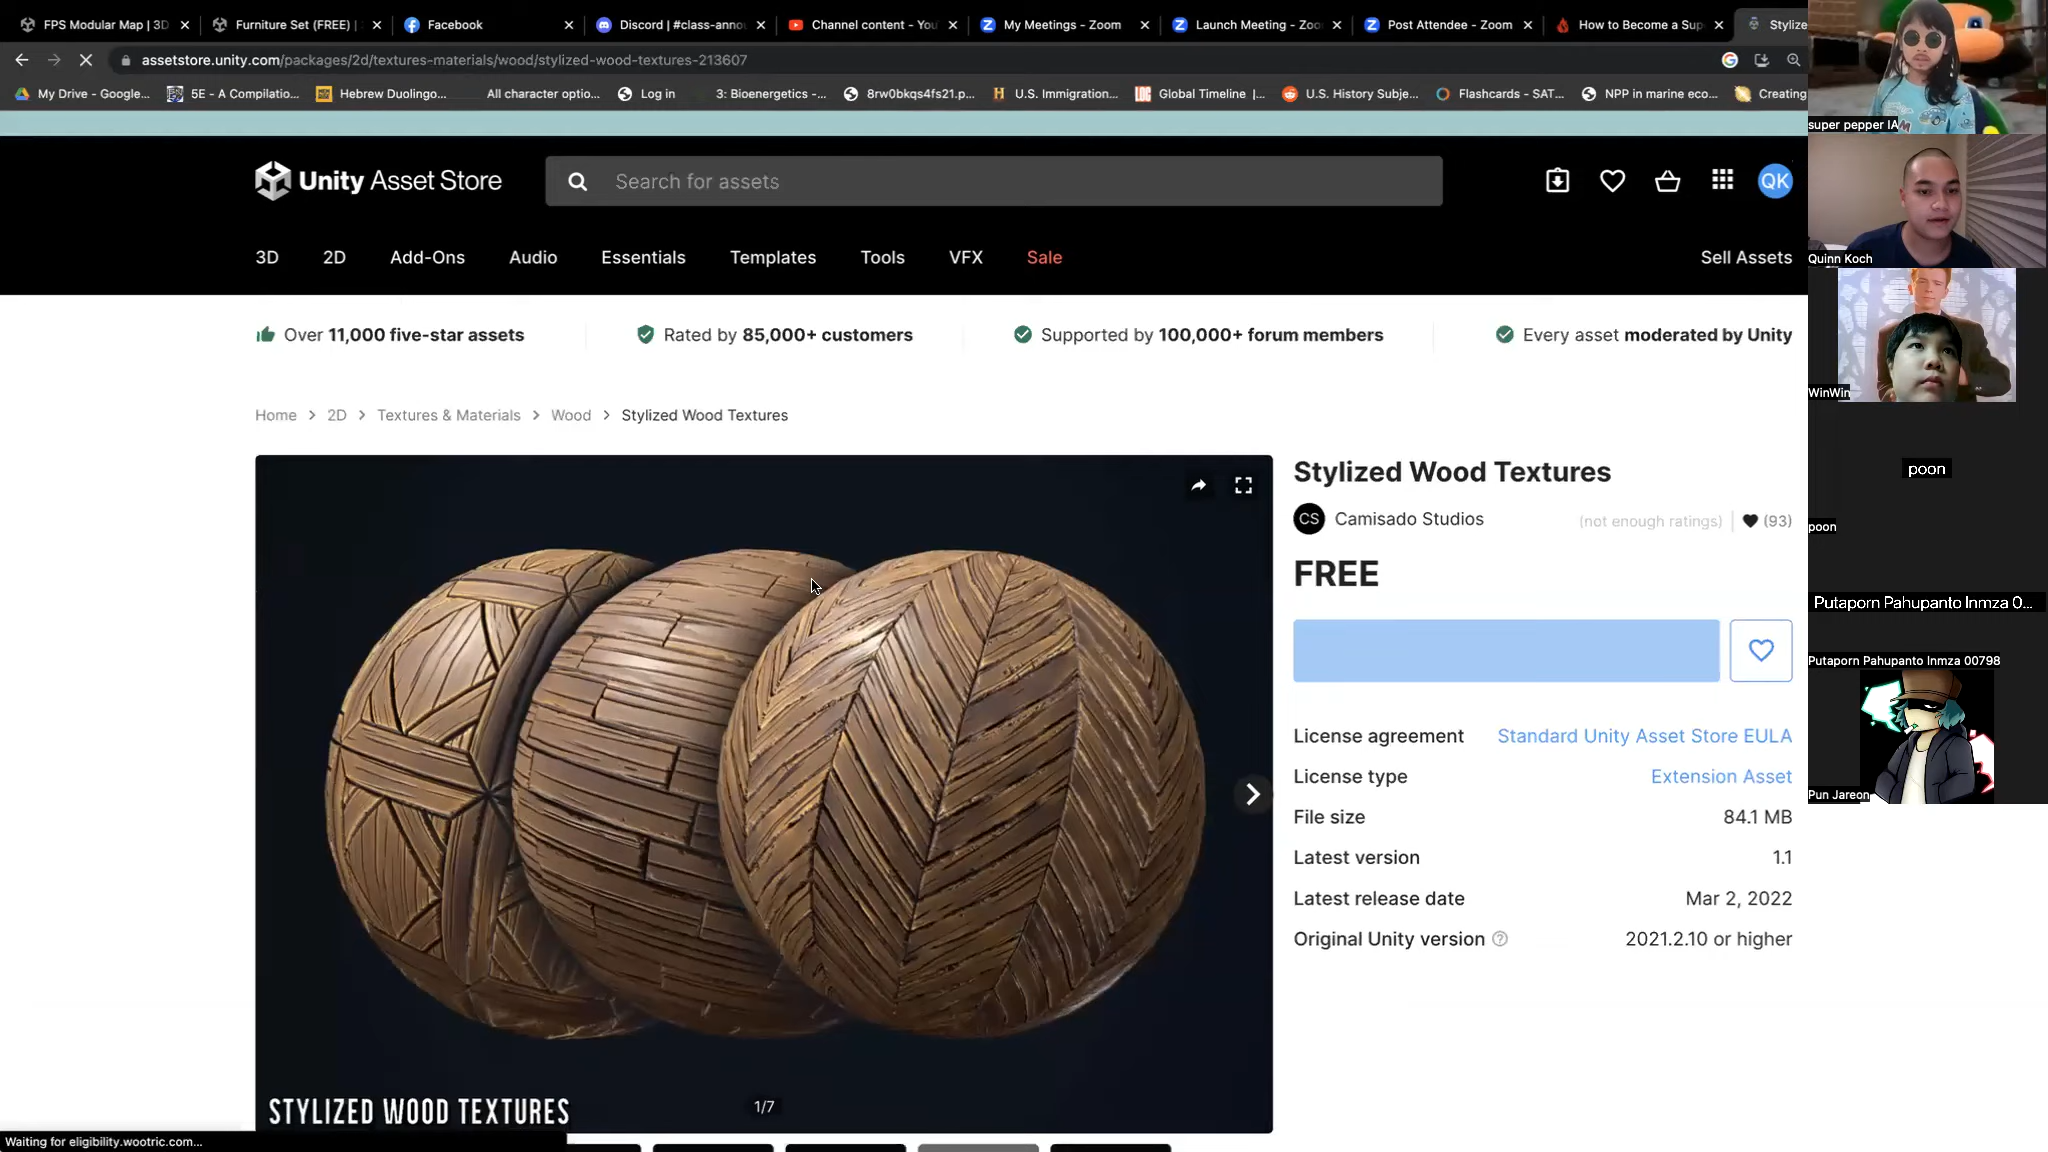 FPS Modular Map | 3D
Furniture Set (FREE) |
Facebook
Discord | #class-anno
Channel content - You
My Meetings - Zoom
Launch Meeting - Zoo
Post Attendee - Zoom
How to Become a Sup
Stylize
assetstore.unity.com/packages/2d/textures-materials/wood/stylized-wood-textures-213607
My Drive - Google...
5E - A Compilatio...
Hebrew Duolingo...
All character optio...
Log in
3: Bioenergetics -...
8rw0bkqs4fs21.p...
U.S. Immigration...
Global Timeline |...
U.S. History Subje...
Flashcards - SAT...
NPP in marine eco...
Creating
super pepper IA
Unity Asset Store
Search for assets
QK
3D
2D
Add-Ons
Audio
Essentials
Templates
Tools
VFX
Sale
Sell Assets
Quinn Koch
Over 11,000 five-star assets
Rated by 85,000+ customers
Supported by 100,000+ forum members
Every asset moderated by Unity
WinWin
Home > 2D > Textures & Materials > Wood > Stylized Wood Textures
Stylized Wood Textures
poon
CS Camisado Studios
(not enough ratings)
(93)
poon
FREE
Putaporn Pahupanto Inmza 0...
Putaporn Pahupanto Inmza 00798
License agreement
Standard Unity Asset Store EULA
License type
Extension Asset
Pun Jareon
File size
84.1 MB
Latest version
1.1
Latest release date
Mar 2, 2022
Original Unity version
2021.2.10 or higher
STYLIZED WOOD TEXTURES
1/7
Waiting for eligibility.wootric.com...